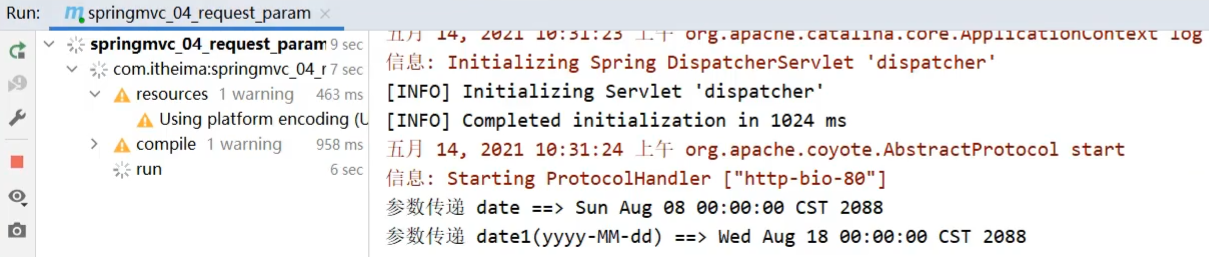 Run: springmvc_04_request_param ×
springmvc_04_request_param 9 sec
com.itheima:springmvc_04_r 7 sec
resources 1 warning 463 ms
Using platform encoding (U
compile 1 warning 958 ms
run 6 sec
五月 14, 2021 10:31:23 上午 org.apache.catalina.core.ApplicationContext log
信息: Initializing Spring DispatcherServlet 'dispatcher'
[INFO] Initializing Servlet 'dispatcher'
[INFO] Completed initialization in 1024 ms
五月 14, 2021 10:31:24 上午 org.apache.coyote.AbstractProtocol start
信息: Starting ProtocolHandler ["http-bio-80"]
参数传递 date ==> Sun Aug 08 00:00:00 CST 2088
参数传递 date1(yyyy-MM-dd) ==> Wed Aug 18 00:00:00 CST 2088